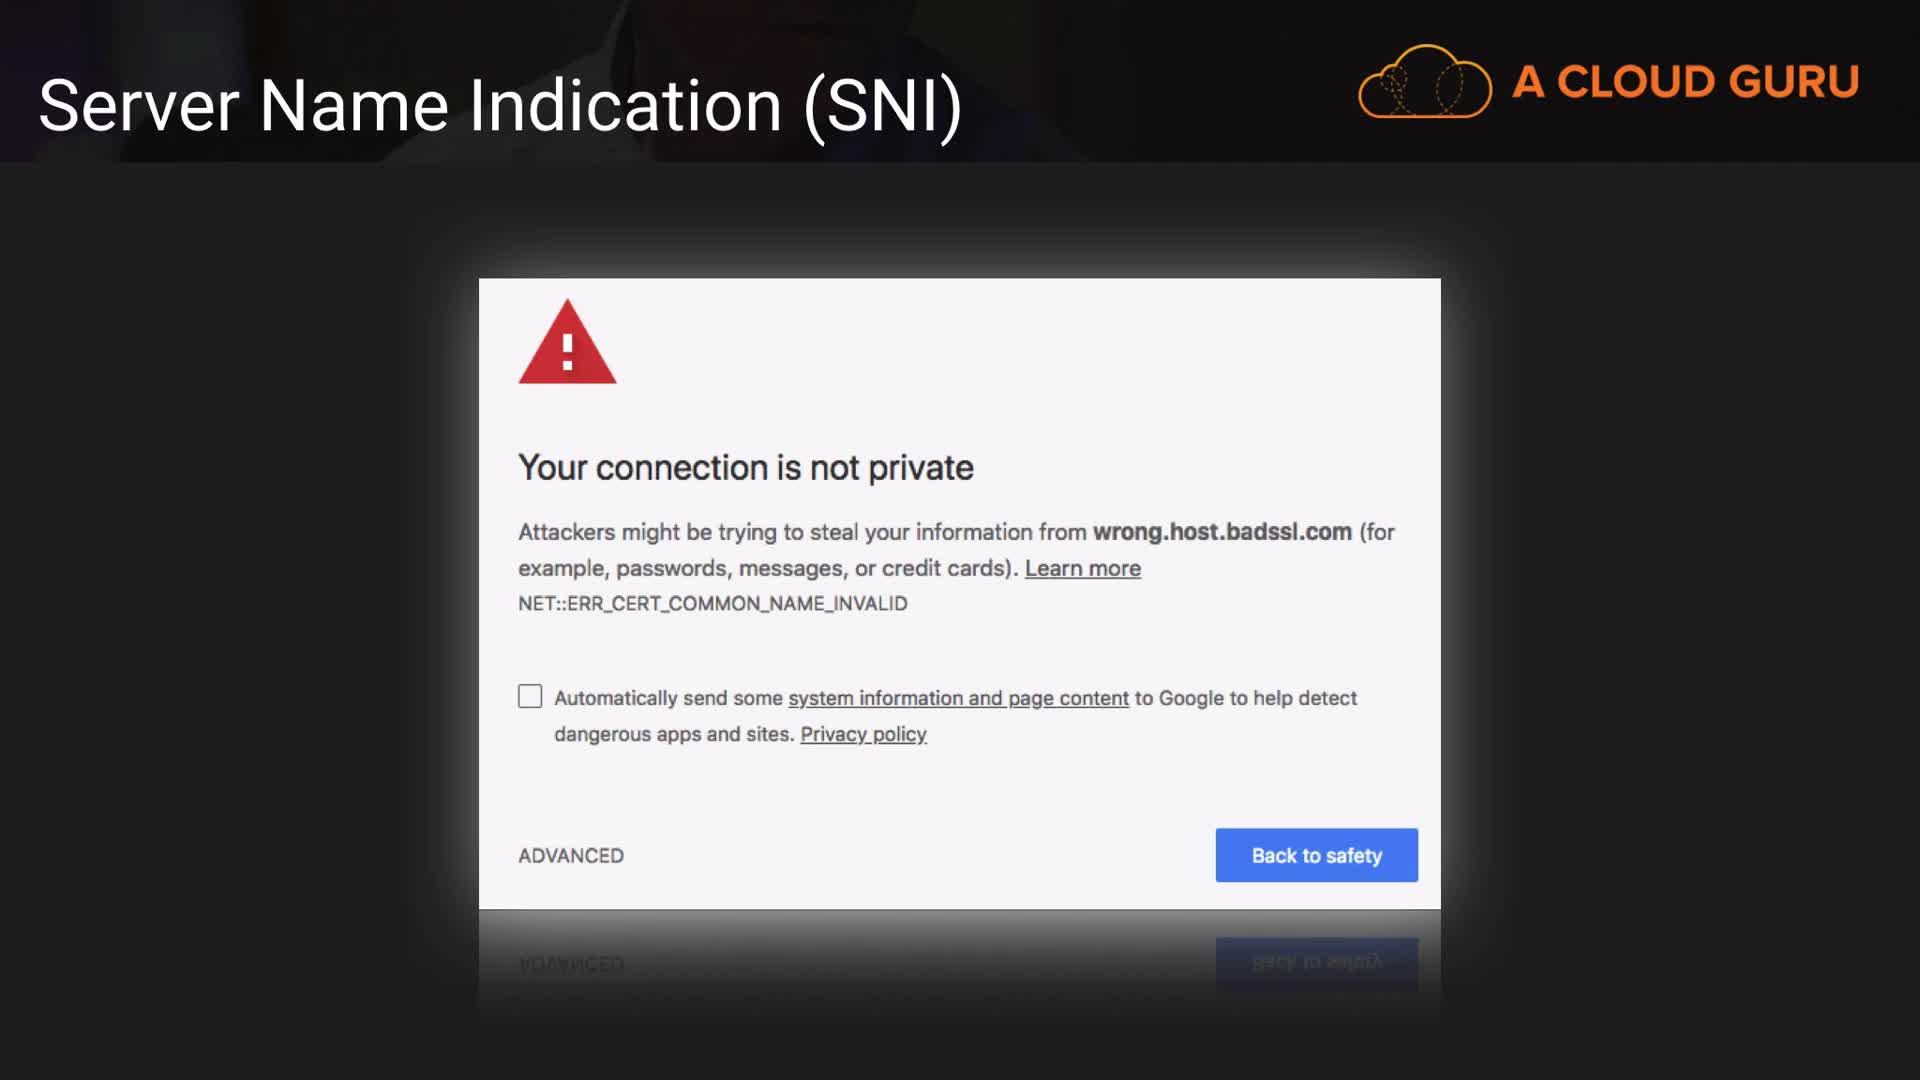 Server Name Indication (SNI)
A CLOUD GURU
Your connection is not private
Attackers might be trying to steal your information from wrong.host.badssl.com (for
example, passwords, messages, or credit cards). Learn more
NET::ERR_CERT_COMMON_NAME_INVALID
Automatically send some system information and page content to Google to help detect
dangerous apps and sites. Privacy policy
ADVANCED
Back to safety